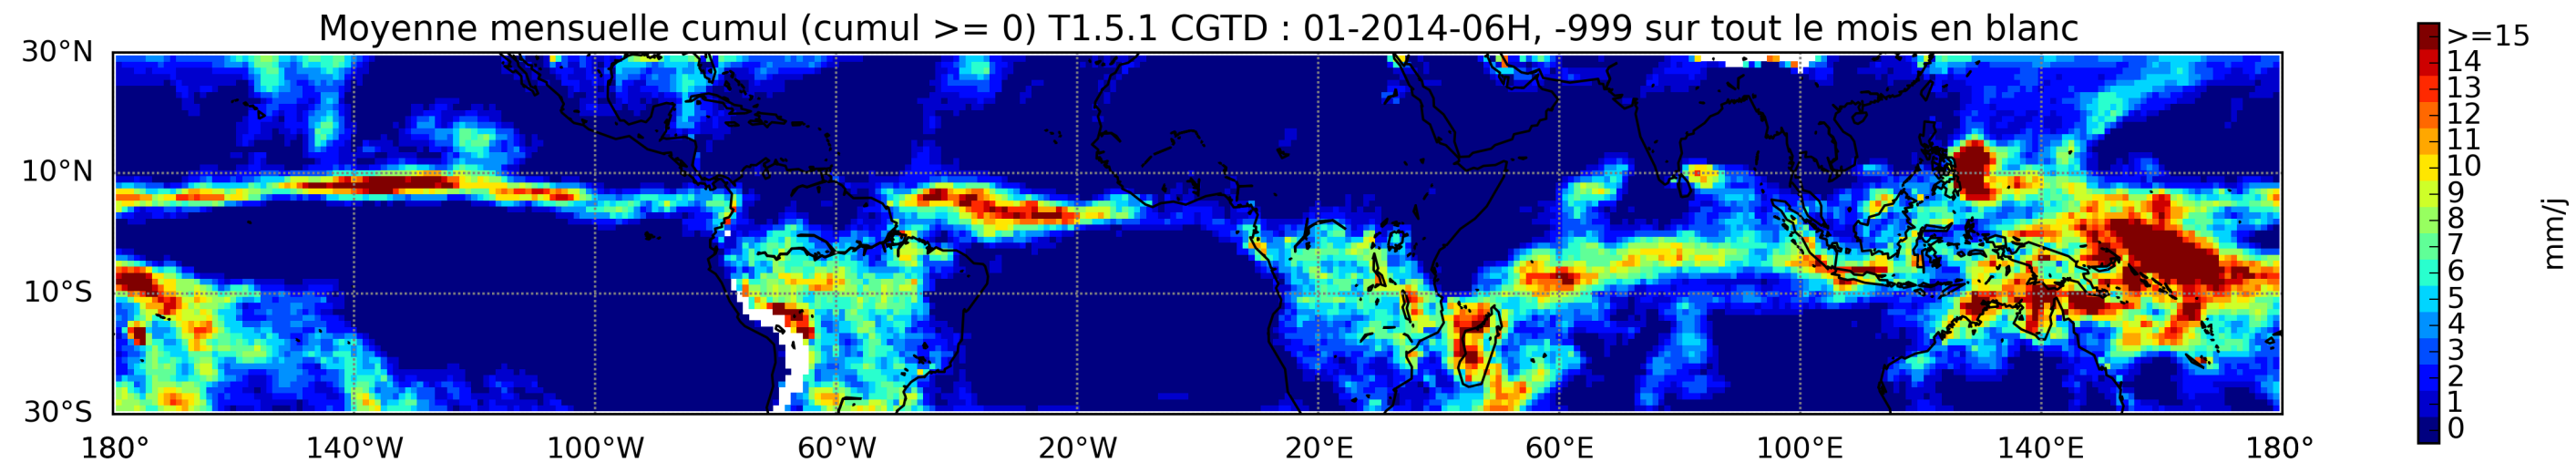 Moyenne mensuelle cumul (cumul >= 0) T1.5.1 CGTD : 01-2014-06H, -999 sur tout le mois en blanc
30°N
10°N
10°S
30°S
180° 140°W 100°W 60°W 20°W 20°E 60°E 100°E 140°E 180°
>=15
14
13
12
11
10
9
8
7
6
5
4
3
2
1
0
mm/j